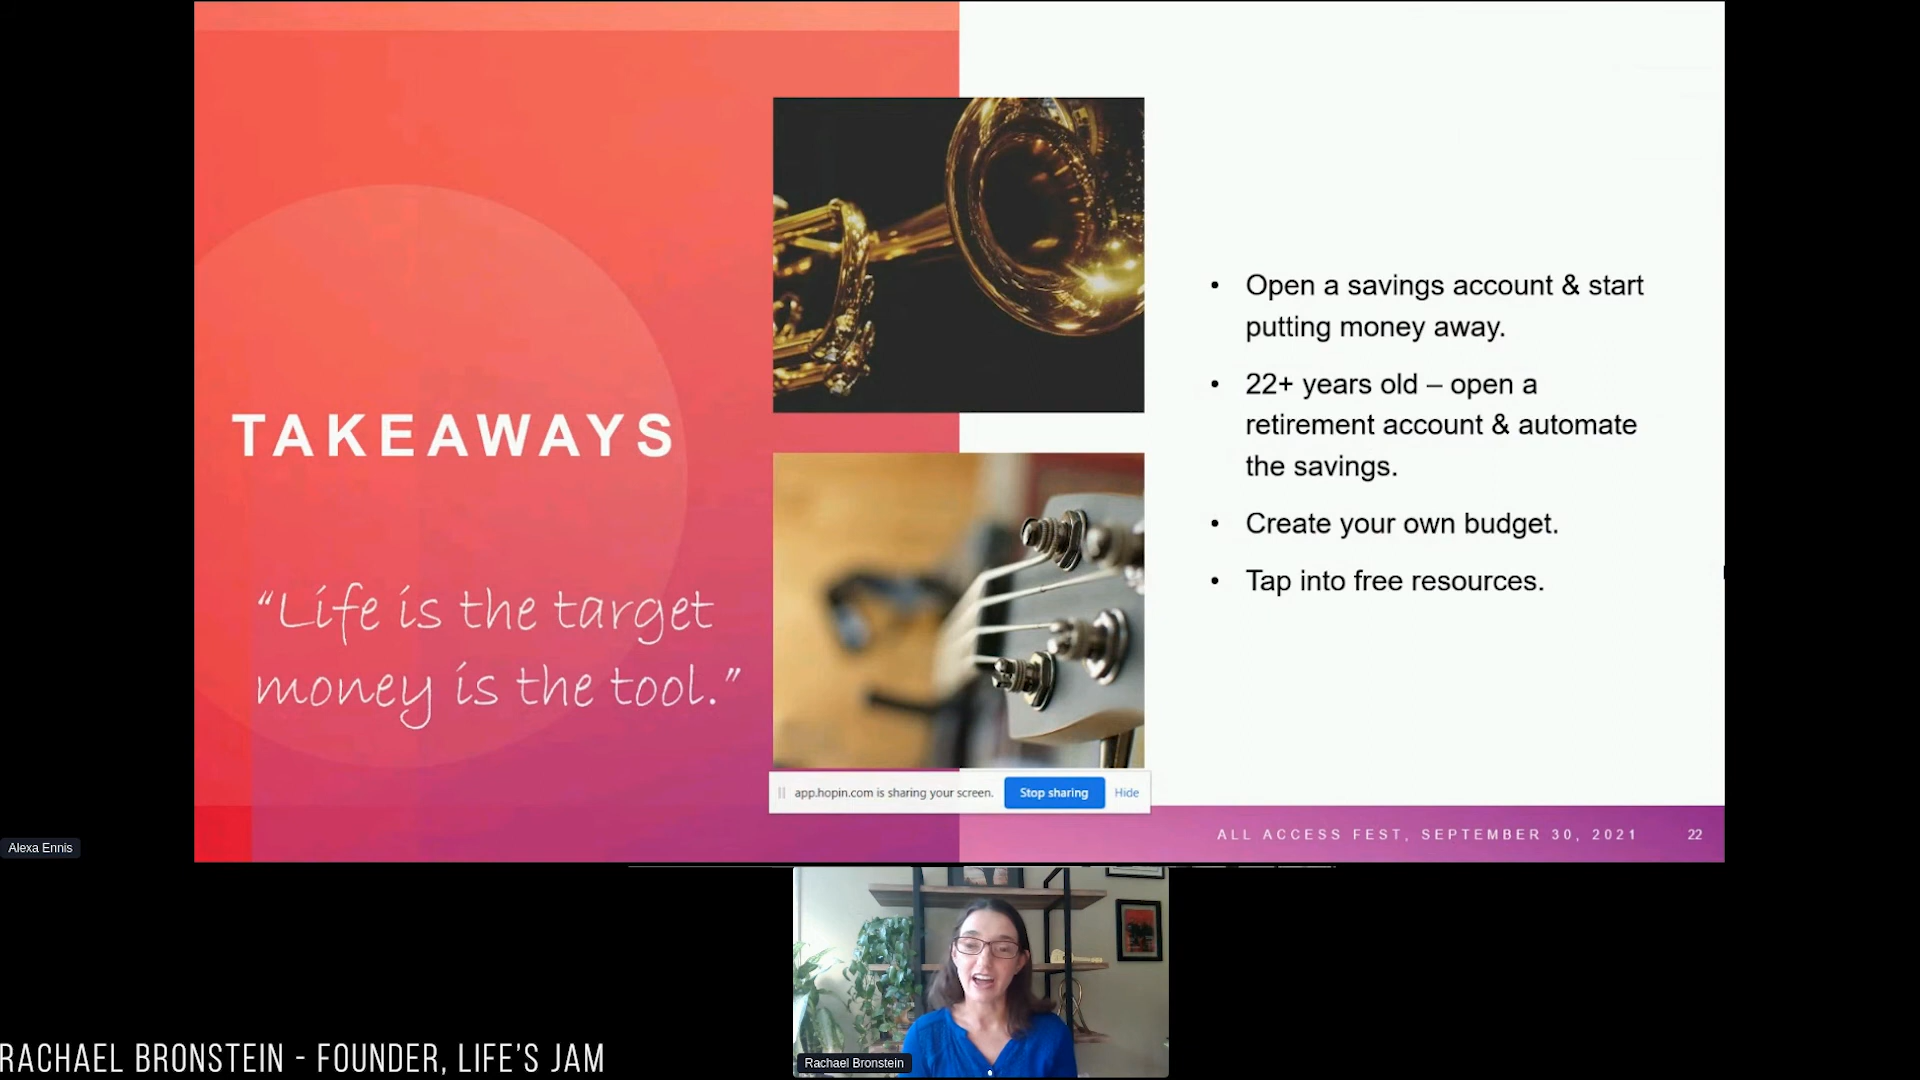 TAKEAWAYS
“Life is the target
money is the tool.”
• Open a savings account & start
putting money away.
• 22+ years old – open a
retirement account & automate
the savings.
• Create your own budget.
• Tap into free resources.
app.hopin.com is sharing your screen. Stop sharing Hide
ALL ACCESS FEST, SEPTEMBER 30, 2021 22
Alexa Ennis
Rachael Bronstein
RACHAEL BRONSTEIN - FOUNDER, LIFE'S JAM